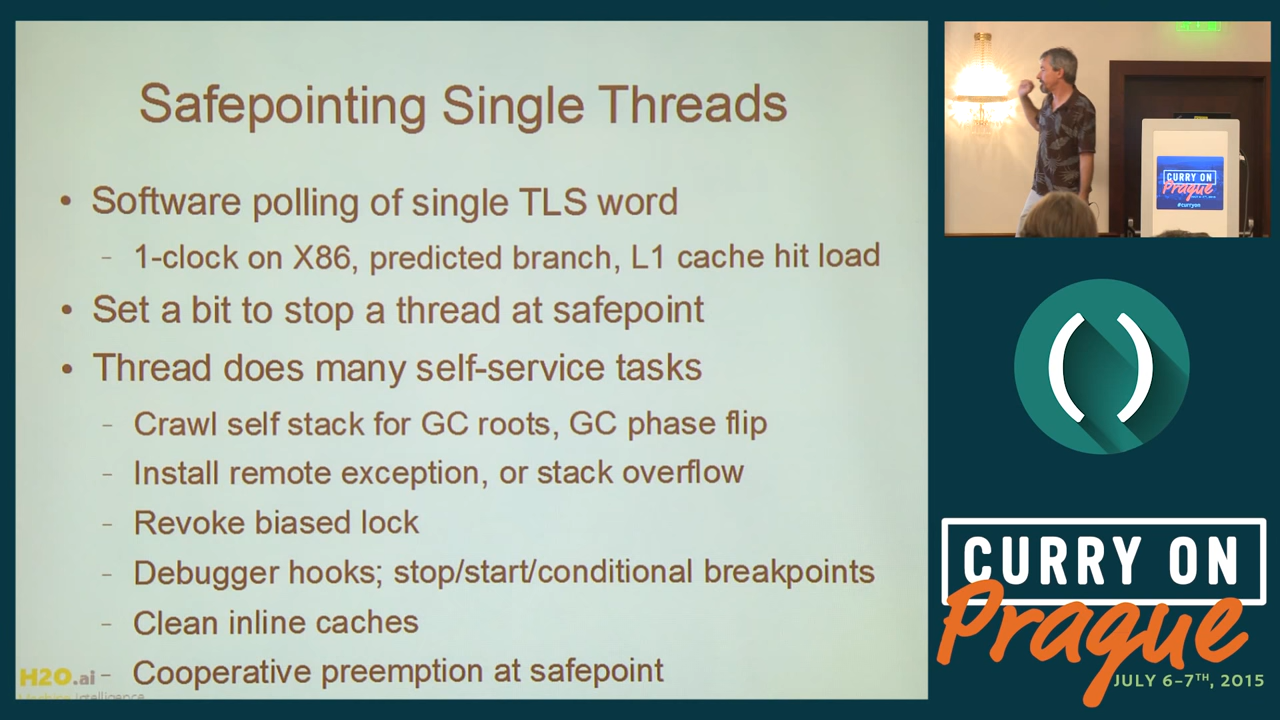 Safepointing Single Threads
• Software polling of single TLS word
– 1-clock on X86, predicted branch, L1 cache hit load
• Set a bit to stop a thread at safepoint
• Thread does many self-service tasks
– Crawl self stack for GC roots, GC phase flip
– Install remote exception, or stack overflow
– Revoke biased lock
– Debugger hooks; stop/start/conditional breakpoints
– Clean inline caches
– Cooperative preemption at safepoint
H2O.ai
Machine Intelligence
CURRY ON
Prague
#curryon
( )
CURRY ON
Prague
JULY 6–7TH, 2015